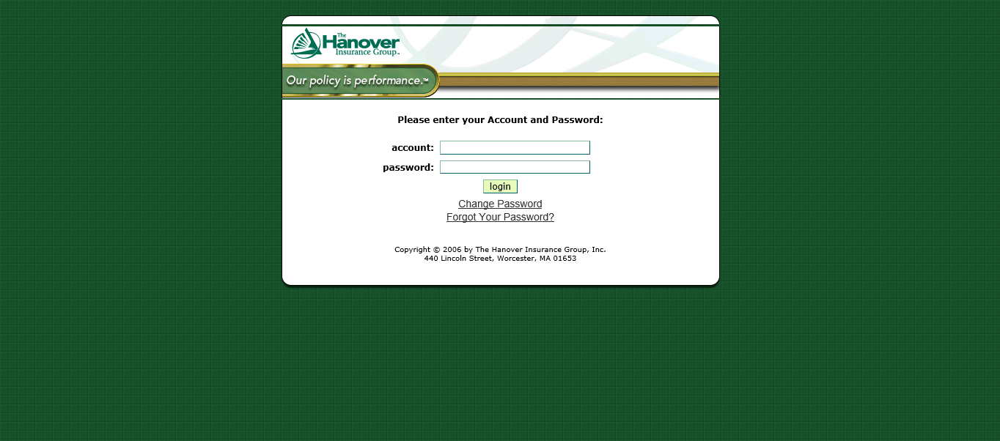 The
Hanover
Insurance Group™
Our policy is performance.™
Please enter your Account and Password:
account:
password:
login
Change Password
Forgot Your Password?
Copyright © 2006 by The Hanover Insurance Group, Inc.
440 Lincoln Street, Worcester, MA 01653